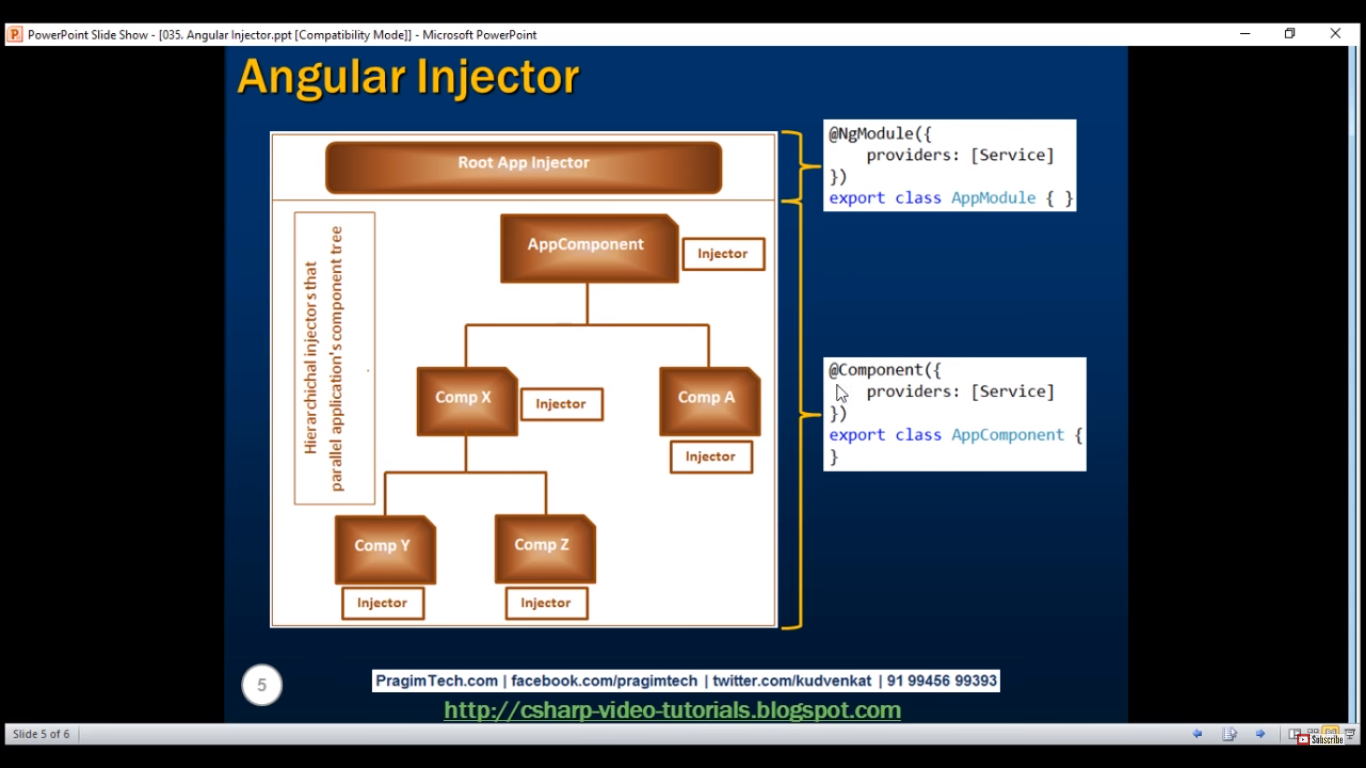 PowerPoint Slide Show - [035. Angular Injector.ppt [Compatibility Mode]] - Microsoft PowerPoint
Angular Injector
Root App Injector
Hierarchichal injectors that
parallel application's component tree
AppComponent
Injector
Comp X
Injector
Comp A
Injector
Comp Y
Injector
Comp Z
Injector
@NgModule({
providers: [Service]
})
export class AppModule { }
@Component({
providers: [Service]
})
export class AppComponent {
}
5
PragimTech.com | facebook.com/pragimtech | twitter.com/kudvenkat | 91 99456 99393
http://csharp-video-tutorials.blogspot.com
Slide 5 of 6
Subscribe